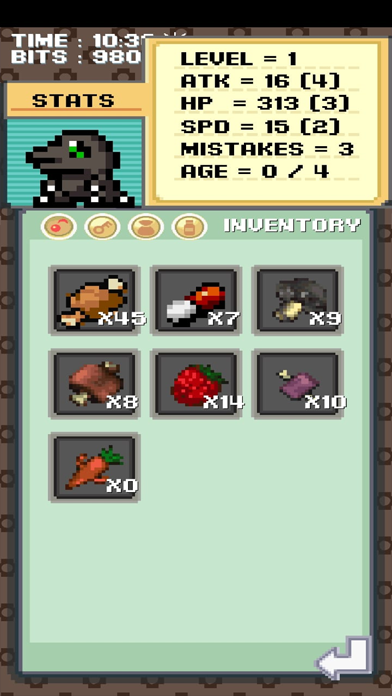 TIME : 10:3
BITS : 980
STATS
LEVEL = 1
ATK = 16 (4)
HP = 313 (3)
SPD = 15 (2)
MISTAKES = 3
AGE = 0 / 4
INVENTORY
X45
X7
X9
X8
X14
X10
X0